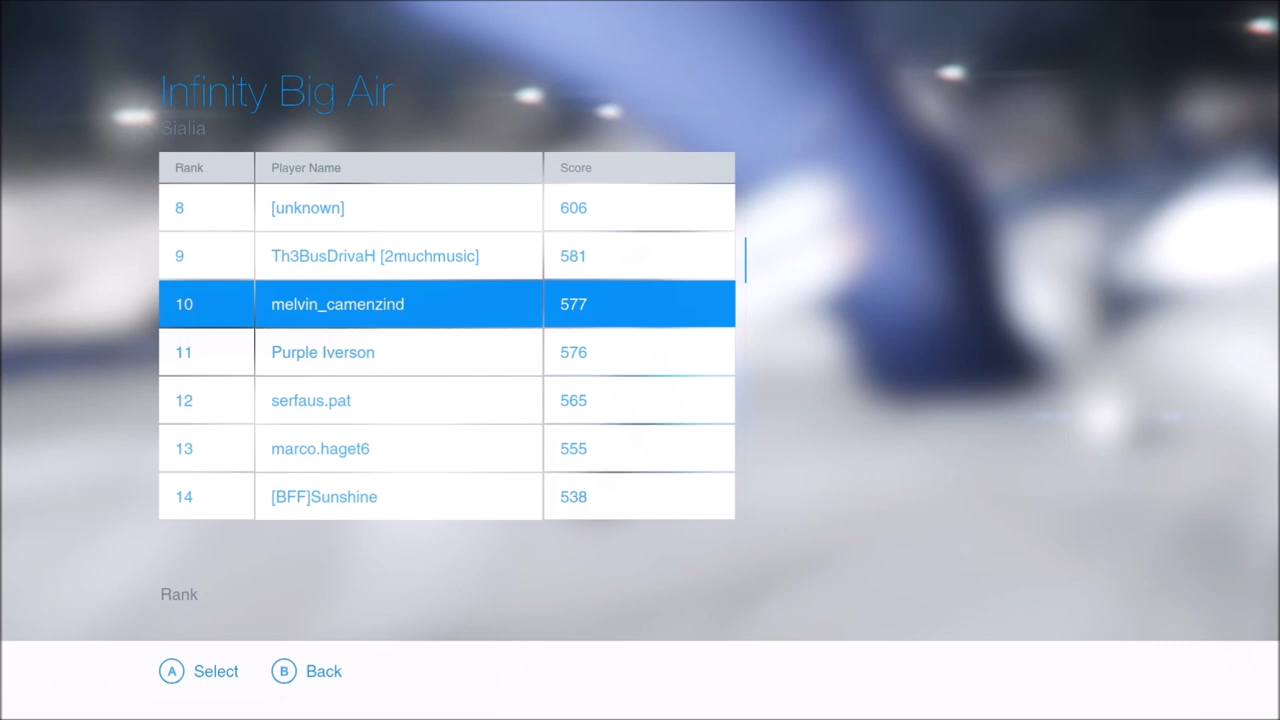 Infinity Big Air
Sialia
Rank Player Name Score
8 [unknown] 606
9 Th3BusDrivaH [2muchmusic] 581
10 melvin_camenzind 577
11 Purple Iverson 576
12 serfaus.pat 565
13 marco.haget6 555
14 [BFF]Sunshine 538
Rank
A Select B Back